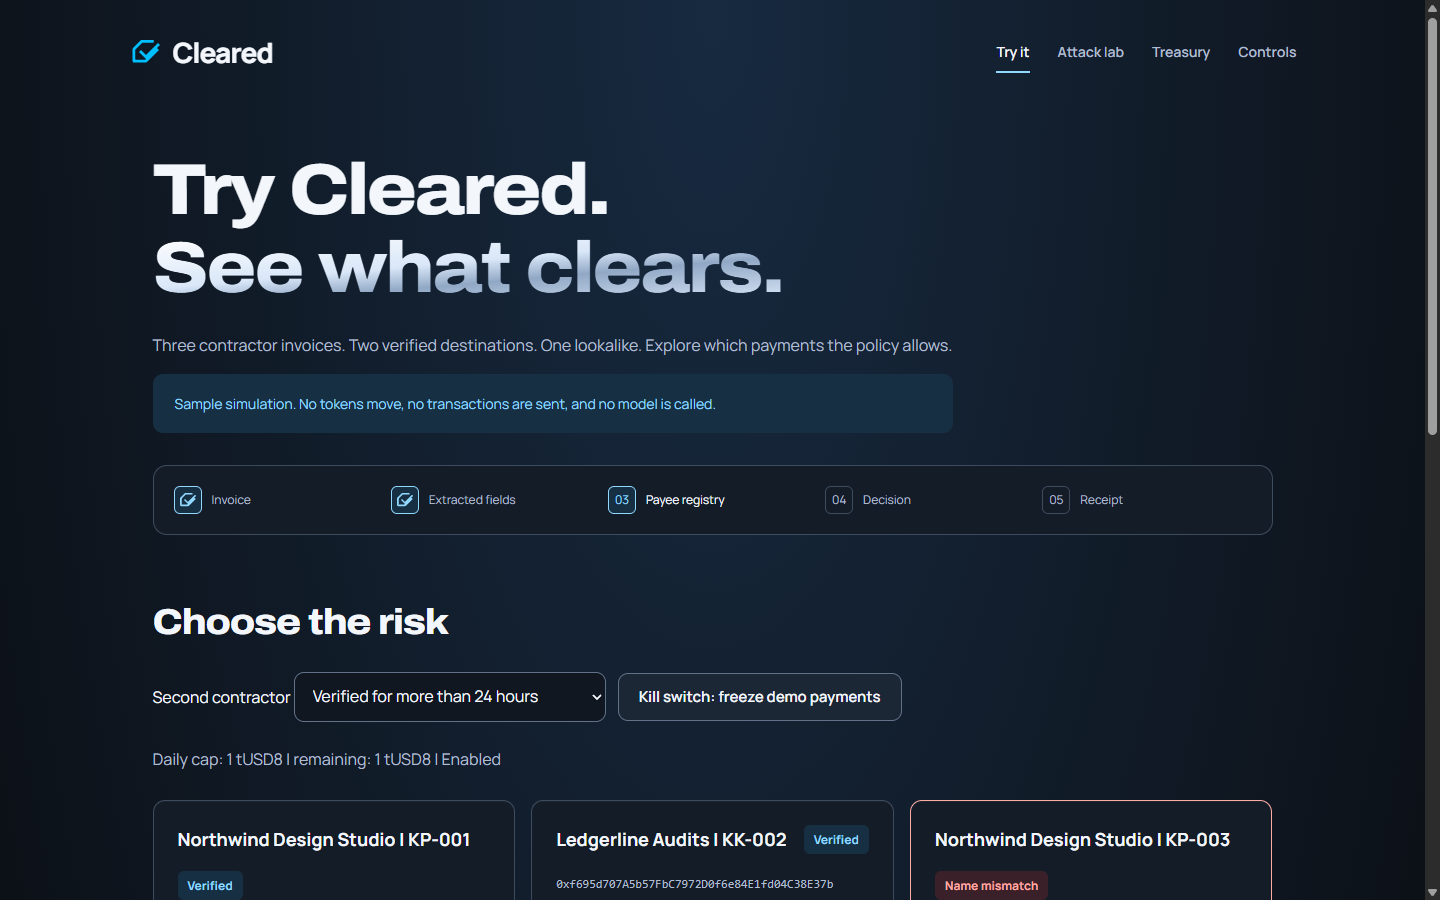 Cleared
Try it
Attack lab
Treasury
Controls
Try Cleared.
See what clears.
Three contractor invoices. Two verified destinations. One lookalike. Explore which payments the policy allows.
Sample simulation. No tokens move, no transactions are sent, and no model is called.
Invoice
Extracted fields
03 Payee registry
04 Decision
05 Receipt
Choose the risk
Second contractor
Verified for more than 24 hours
Kill switch: freeze demo payments
Daily cap: 1 tUSD8 | remaining: 1 tUSD8 | Enabled
Northwind Design Studio | KP-001
Verified
Ledgerline Audits | KK-002
Verified
0xf695d707A5b57FbC7972D0f6e84E1fd04C38E37b
Northwind Design Studio | KP-003
Name mismatch